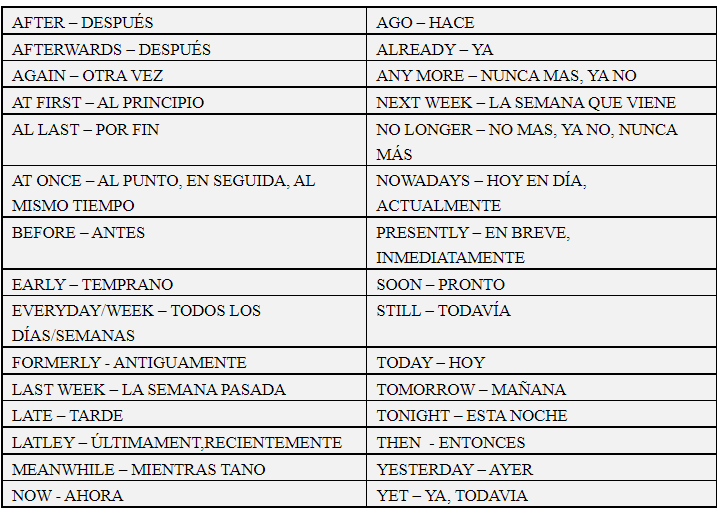 AFTER – DESPUÉS
AGO – HACE
AFTERWARDS – DESPUÉS
ALREADY – YA
AGAIN – OTRA VEZ
ANY MORE – NUNCA MAS, YA NO
AT FIRST – AL PRINCIPIO
NEXT WEEK – LA SEMANA QUE VIENE
AL LAST – POR FIN
NO LONGER – NO MAS, YA NO, NUNCA
MÁS
AT ONCE – AL PUNTO, EN SEGUIDA, AL
MISMO TIEMPO
NOWADAYS – HOY EN DÍA,
ACTUALMENTE
BEFORE – ANTES
PRESENTLY – EN BREVE,
INMEDIATAMENTE
EARLY – TEMPRANO
SOON – PRONTO
EVERYDAY/WEEK – TODOS LOS
DÍAS/SEMANAS
STILL – TODAVÍA
FORMERLY - ANTIGUAMENTE
TODAY – HOY
LAST WEEK – LA SEMANA PASADA
TOMORROW – MAÑANA
LATE – TARDE
TONIGHT – ESTA NOCHE
LATLEY – ÚLTIMAMENT,RECIENTEMENTE
THEN - ENTONCES
MEANWHILE – MIENTRAS TANO
YESTERDAY – AYER
NOW - AHORA
YET – YA, TODAVIA